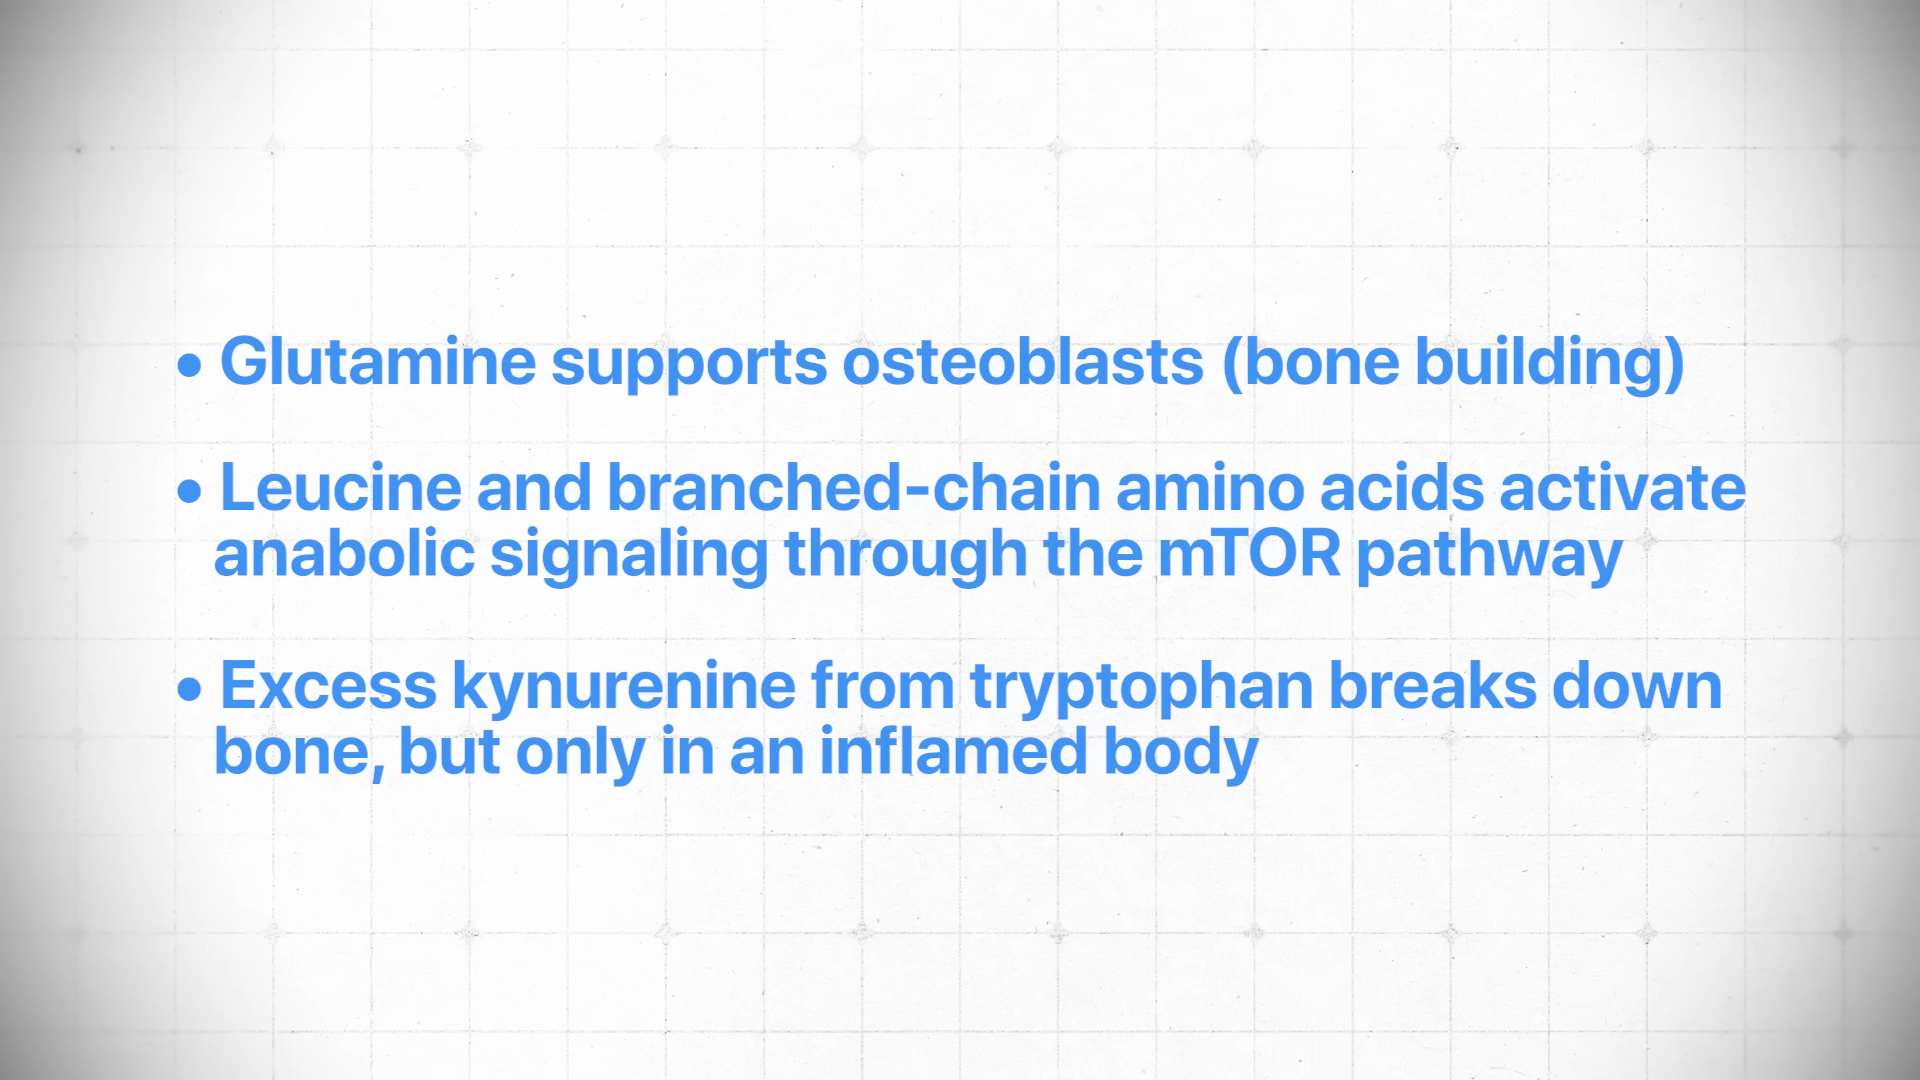 • Glutamine supports osteoblasts (bone building)
• Leucine and branched-chain amino acids activate
anabolic signaling through the mTOR pathway
• Excess kynurenine from tryptophan breaks down
bone, but only in an inflamed body